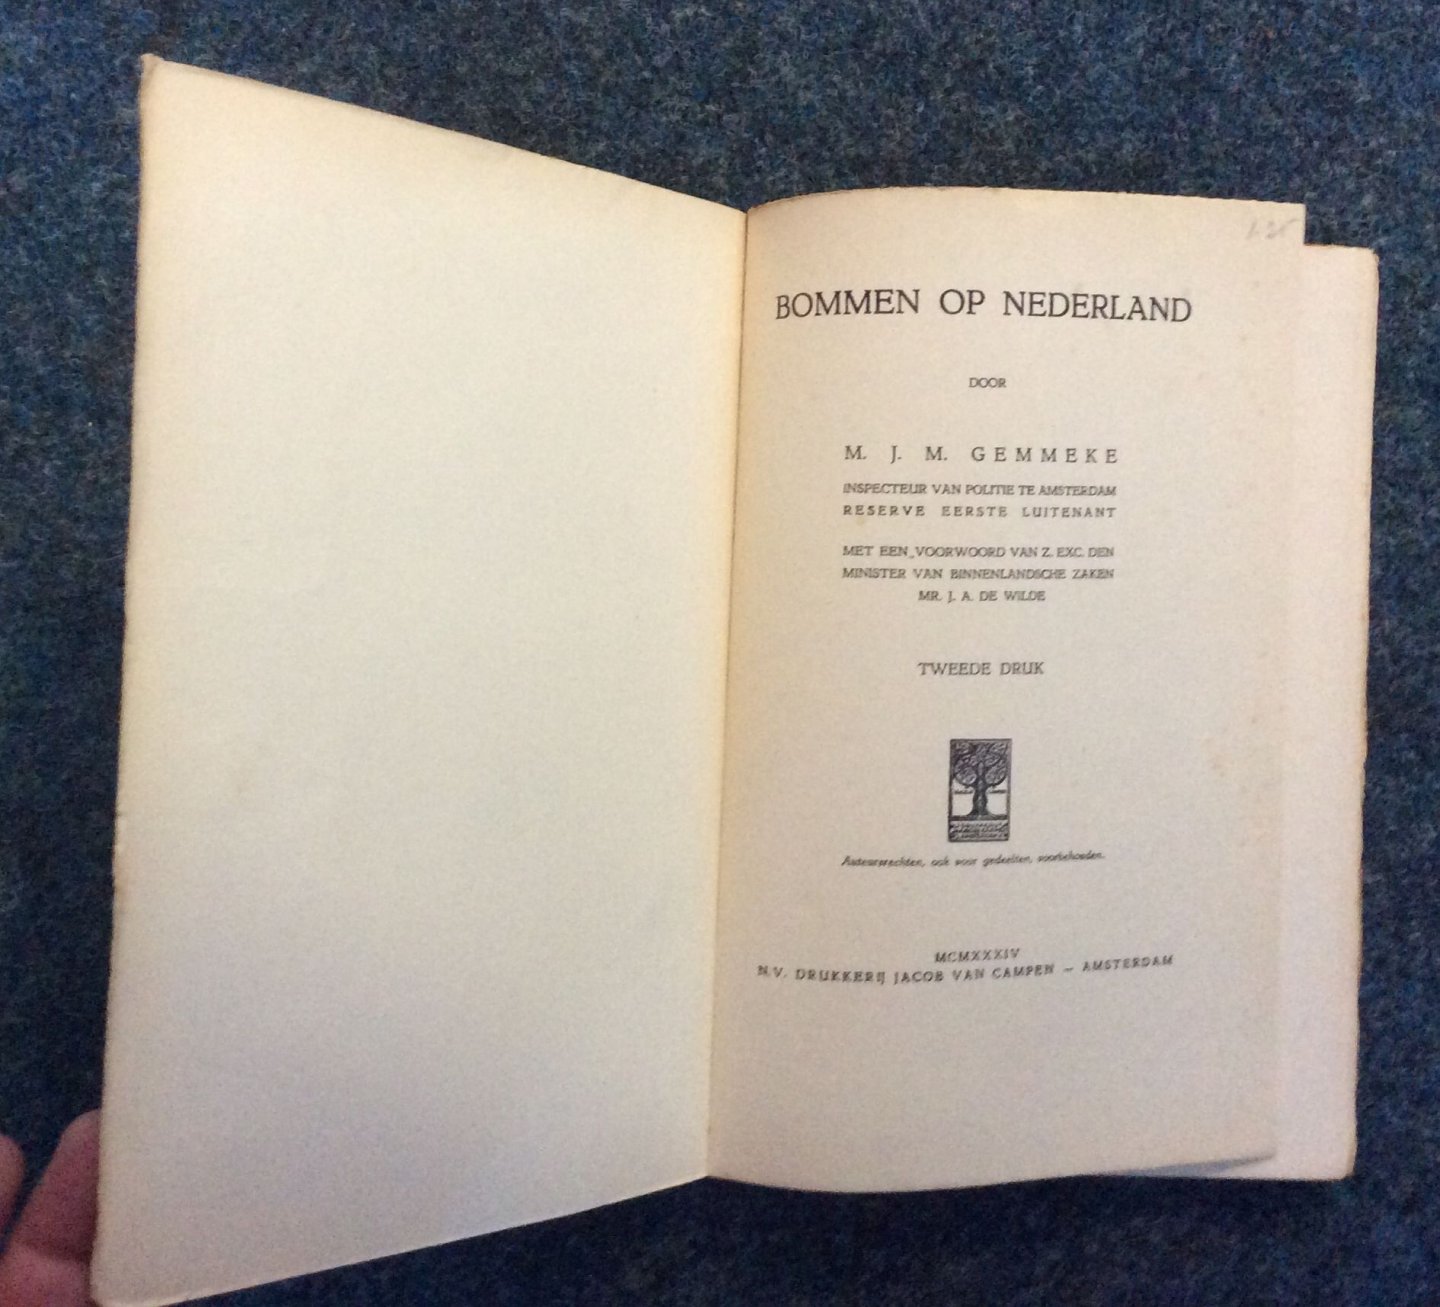 BOMMEN OP NEDERLAND
DOOR
M. J. M. GEMMEKE
INSPECTEUR VAN POLITIE TE AMSTERDAM
RESERVE EERSTE LUITENANT
MET EEN VOORWOORD VAN Z. EXC. DEN
MINISTER VAN BINNENLANDSCHE ZAKEN
MR. J. A. DE WILDE
TWEEDE DRUK
Auteursrechten, ook voor gedeelten, voorbehouden.
MCMXXXIV
N.V. DRUKKERIJ JACOB VAN CAMPEN – AMSTERDAM